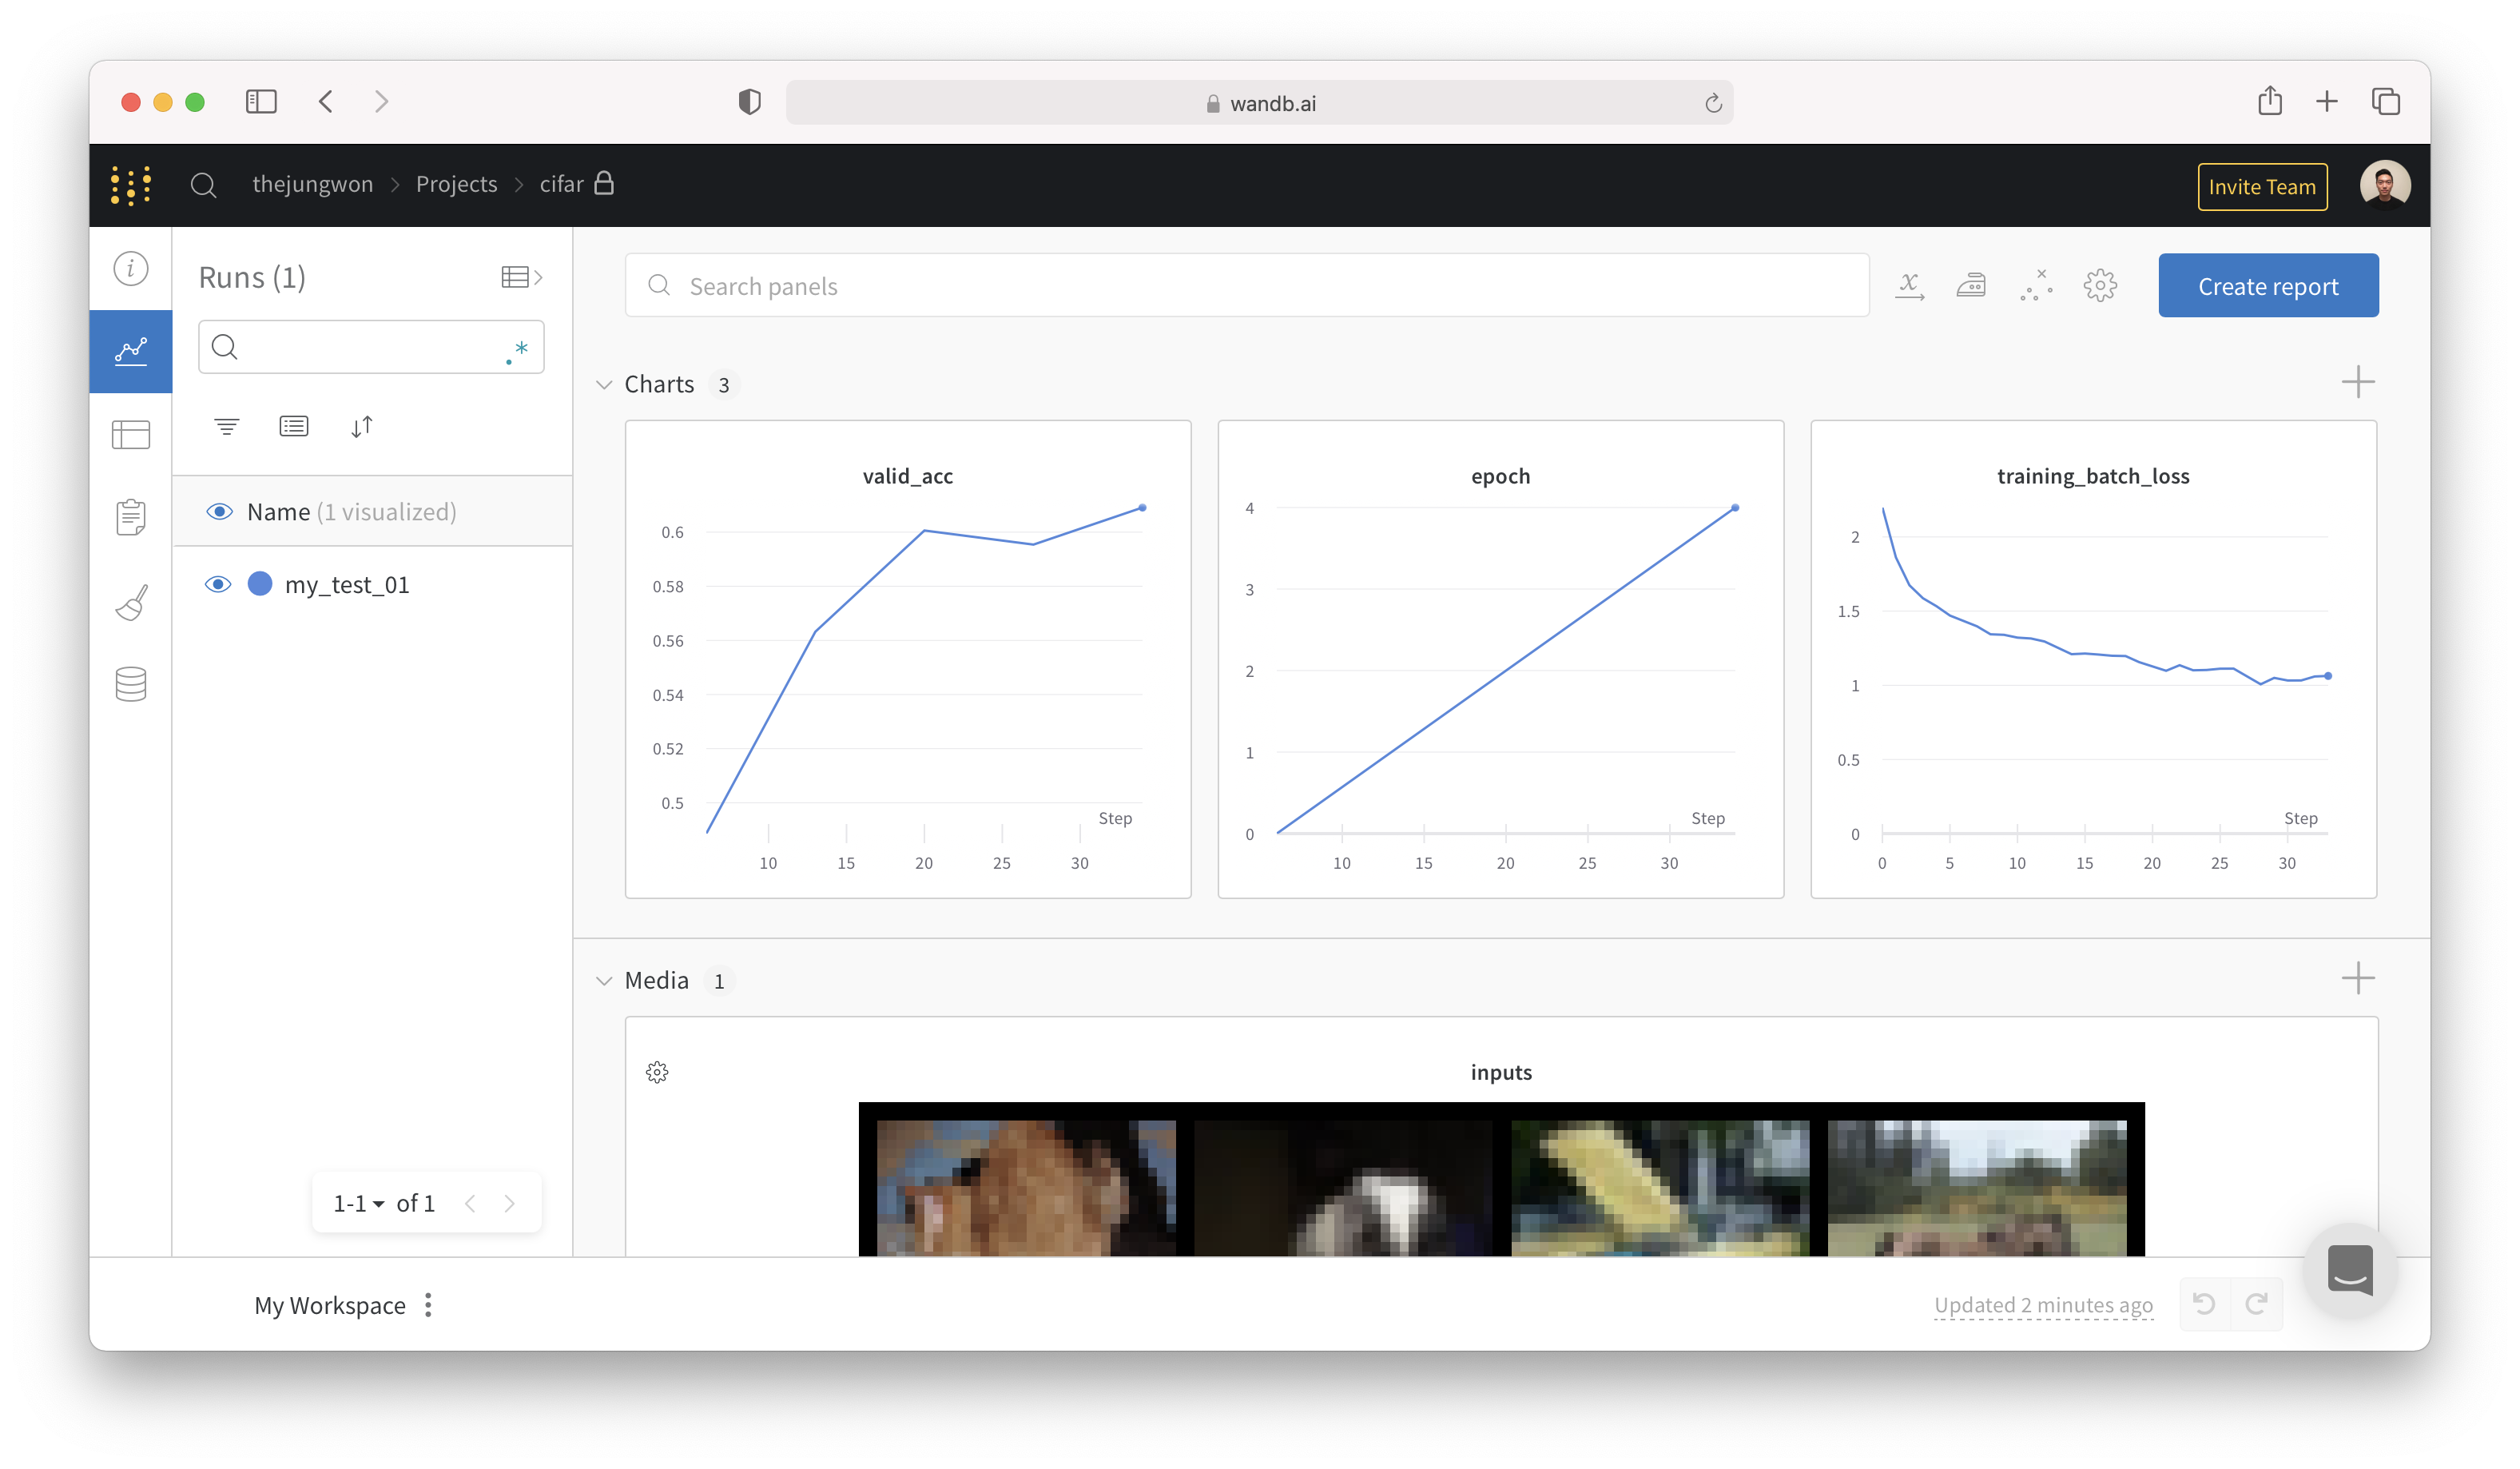 wandb.ai
thejungwon > Projects > cifar
Invite Team
Runs (1)
.*
Name (1 visualized)
my_test_01
1-1 of 1
Search panels
x
Create report
Charts 3
valid_acc
0.6
0.58
0.56
0.54
0.52
0.5
Step
10 15 20 25 30
epoch
4
3
2
1
0
Step
10 15 20 25 30
training_batch_loss
2
1.5
1
0.5
0
Step
0 5 10 15 20 25 30
Media 1
inputs
My Workspace
Updated 2 minutes ago